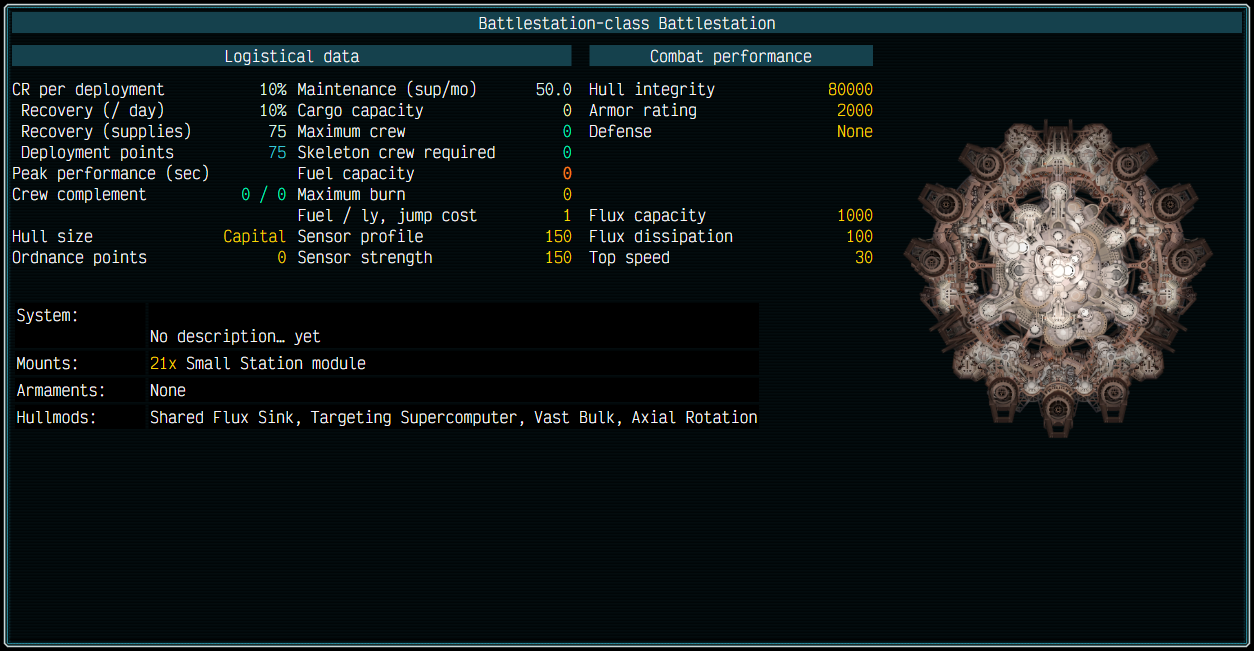 Battlestation-class Battlestation
Logistical data
CR per deployment 10% Maintenance (sup/mo) 50.0
Recovery (/ day) 10% Cargo capacity 0
Recovery (supplies) 75 Maximum crew 0
Deployment points 75 Skeleton crew required 0
Peak performance (sec) Fuel capacity 0
Crew complement 0 / 0 Maximum burn 0
Fuel / ly, jump cost 1
Hull size Capital Sensor profile 150
Ordnance points 0 Sensor strength 150
Combat performance
Hull integrity 80000
Armor rating 2000
Defense None
Flux capacity 1000
Flux dissipation 100
Top speed 30
System:
No description… yet
Mounts: 21x Small Station module
Armaments: None
Hullmods: Shared Flux Sink, Targeting Supercomputer, Vast Bulk, Axial Rotation